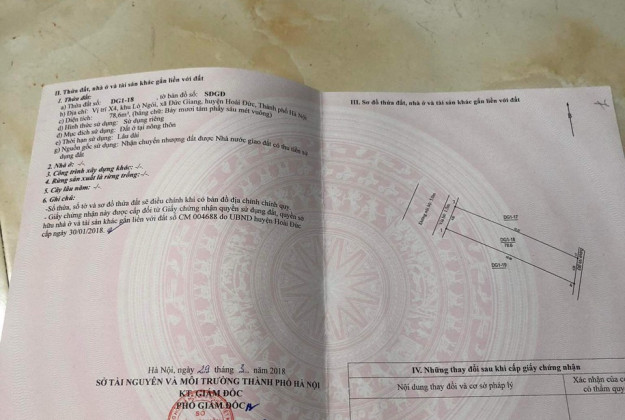 II. Thửa đất, nhà ở và tài sản khác gắn liền với đất
1. Thửa đất:
a) Thửa đất số: DG1-18 , tờ bản đồ số: SĐGĐ
b) Địa chỉ: Vị trí X4, khu Lò Ngòi, xã Đức Giang, huyện Hoài Đức, Thành phố Hà Nội
c) Diện tích: 78,6m², (bằng chữ: Bảy mươi tám phẩy sáu mét vuông)
d) Hình thức sử dụng: Sử dụng riêng
đ) Mục đích sử dụng: Đất ở tại nông thôn
e) Thời hạn sử dụng: Lâu dài
g) Nguồn gốc sử dụng: Nhận chuyển nhượng đất được Nhà nước giao đất có thu tiền sử
dụng đất
2. Nhà ở: -/-
3. Công trình xây dựng khác: -/-
4. Rừng sản xuất là rừng trồng: -/-
5. Cây lâu năm: -/-
6. Ghi chú:
-Số thửa, số tờ và sơ đồ thửa đất sẽ điều chỉnh khi có bản đồ địa chính chính quy.
- Giấy chứng nhận này được cấp đổi từ Giấy chứng nhận quyền sử dụng đất, quyền sở
hữu nhà ở và tài sản khác gắn liền với đất số CM 004688 do UBND huyện Hoài Đức
cấp ngày 30/01/2018.
Hà Nội, ngày 28 tháng 3 năm 2018
SỞ TÀI NGUYÊN VÀ MÔI TRƯỜNG THÀNH PHỐ HÀ NỘI
KT. GIÁM ĐỐC
PHÓ GIÁM ĐỐC
III. Sơ đồ thửa đất, nhà ở và tài sản khác gắn liền với đất
DG1-17
DG1-18
78.6
DG1-19
IV. Những thay đổi sau khi cấp giấy chứng nhận
Nội dung thay đổi và cơ sở pháp lý
Xác nhận của c
có thẩm quy